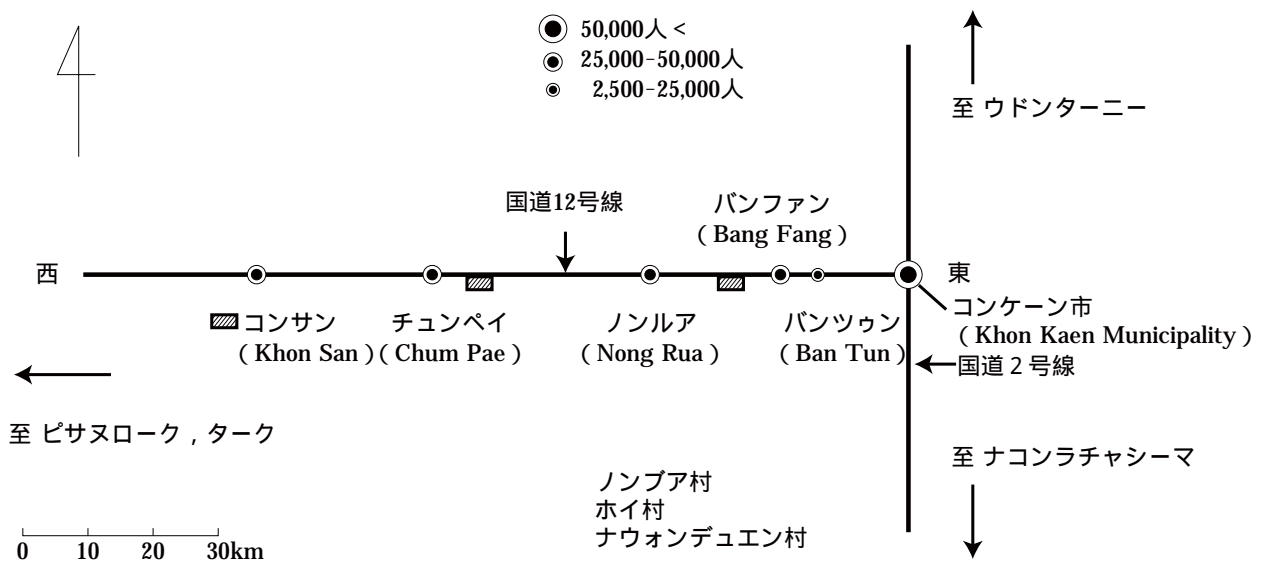 50,000人 <
25,000-50,000人
2,500-25,000人
至 ウドンターニー
国道12号線
バンファン
( Bang Fang )
西
東
コンサン
( Khon San )
チュンペイ
( Chum Pae )
ノンルア
( Nong Rua )
バンツゥン
( Ban Tun )
コンケーン市
( Khon Kaen Municipality )
国道２号線
至 ピサヌローク , ターク
至 ナコンラチャシーマ
ノンブア村
ホイ村
ナウォンデュエン村
0 10 20 30km